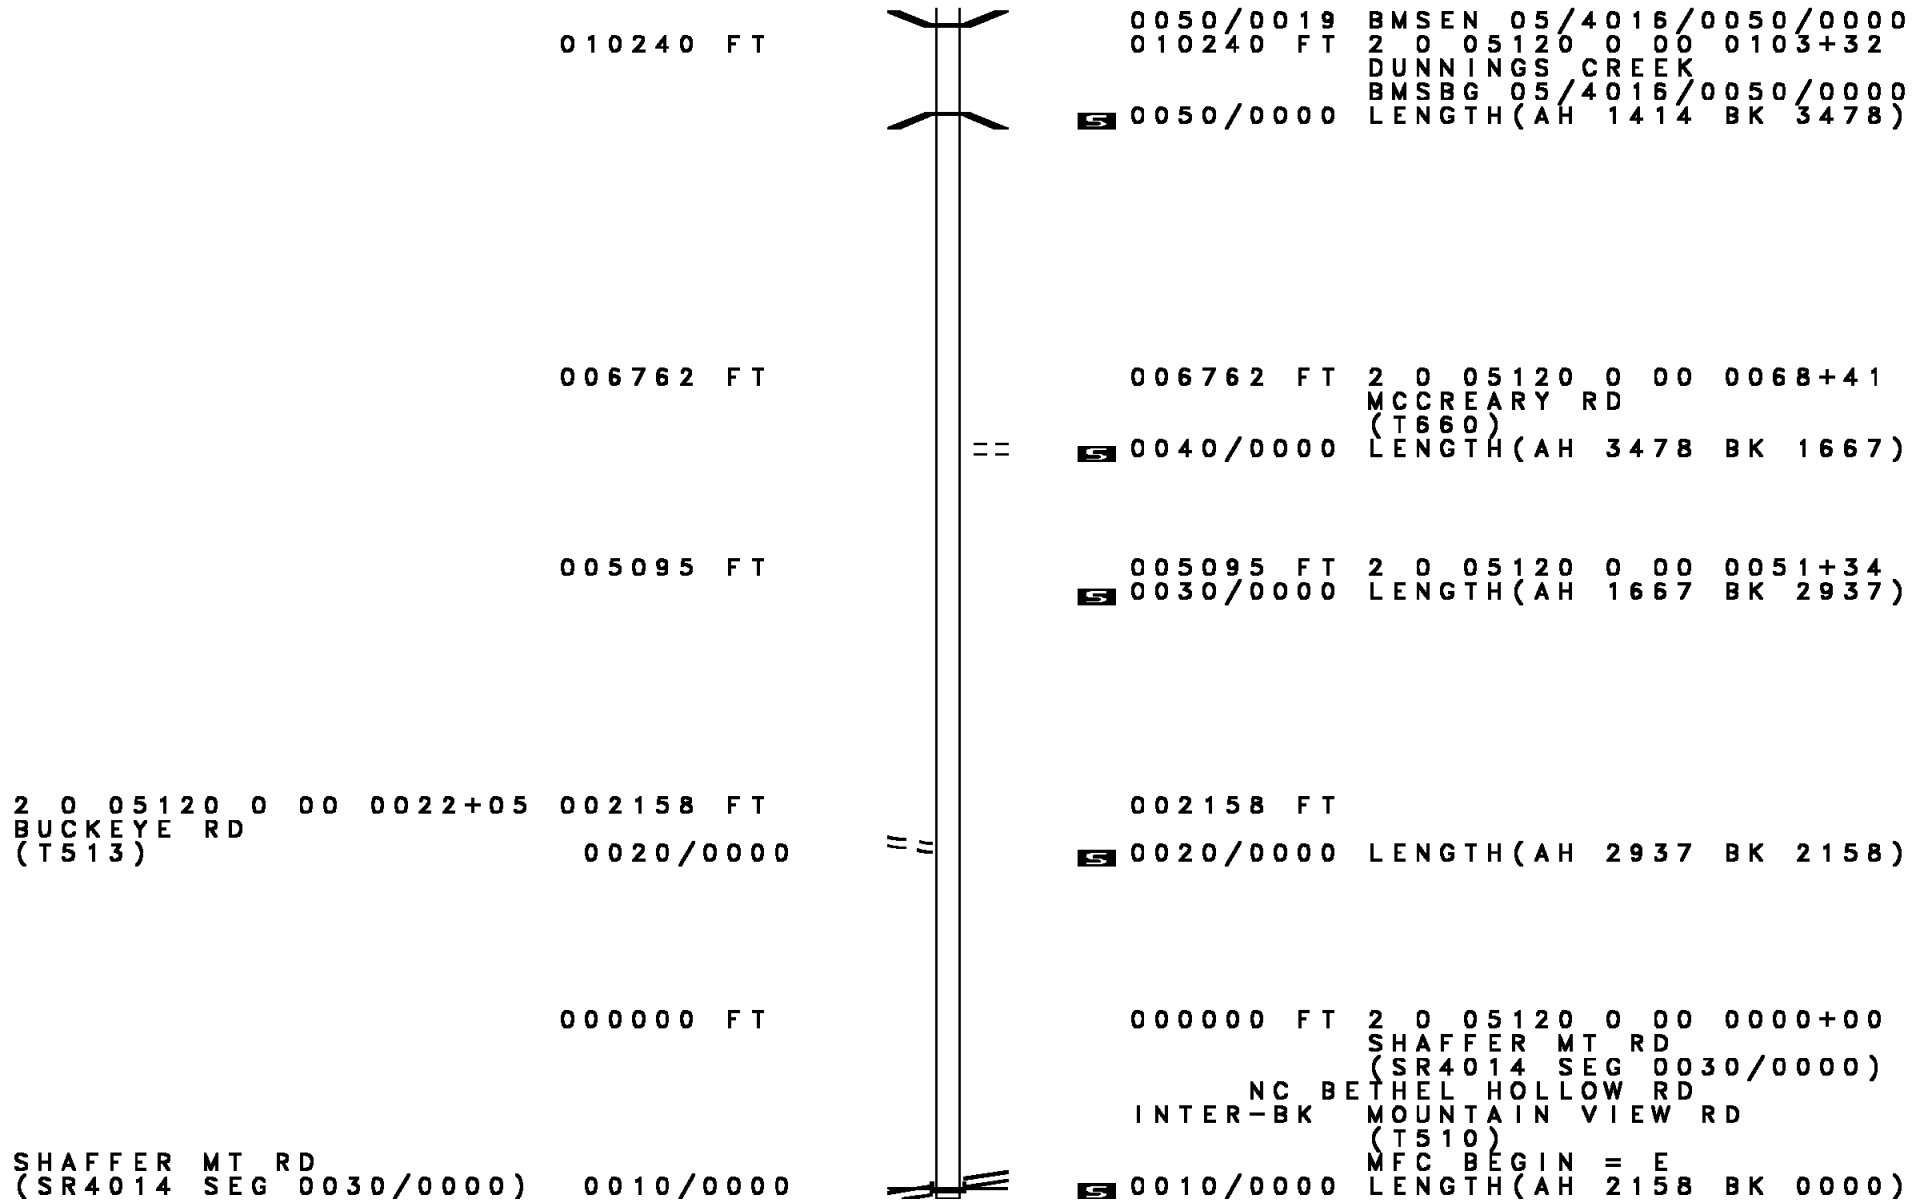 0050/0019 BMSEN 05/4016/0050/0000
010240 FT 010240 FT 2 0 05120 0 00 0103+32
DUNNINGS CREEK
BMSBG 05/4016/0050/0000
S 0050/0000 LENGTH(AH 1414 BK 3478)
006762 FT 006762 FT 2 0 05120 0 00 0068+41
MCCREARY RD
(T660)
S 0040/0000 LENGTH(AH 3478 BK 1667)
005095 FT 005095 FT 2 0 05120 0 00 0051+34
S 0030/0000 LENGTH(AH 1667 BK 2937)
2 0 05120 0 00 0022+05 002158 FT 002158 FT
BUCKEYE RD
(T513) 0020/0000 S 0020/0000 LENGTH(AH 2937 BK 2158)
000000 FT 000000 FT 2 0 05120 0 00 0000+00
SHAFFER MT RD
(SR4014 SEG 0030/0000)
NC BETHEL HOLLOW RD
INTER-BK MOUNTAIN VIEW RD
(T510)
SHAFFER MT RD MFC BEGIN = E
(SR4014 SEG 0030/0000) 0010/0000 S 0010/0000 LENGTH(AH 2158 BK 0000)